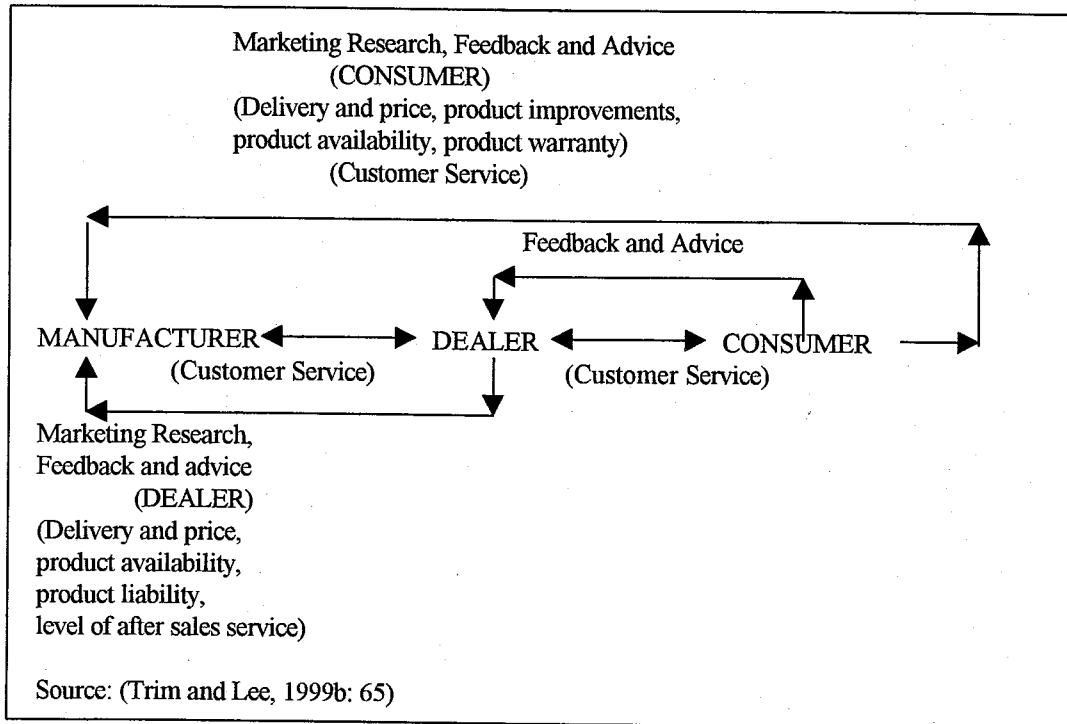 Marketing Research, Feedback and Advice
(CONSUMER)
(Delivery and price, product improvements,
product availability, product warranty)
(Customer Service)
Feedback and Advice
MANUFACTURER DEALER CONSUMER
(Customer Service) (Customer Service)
Marketing Research,
Feedback and advice
(DEALER)
(Delivery and price,
product availability,
product liability,
level of after sales service)
Source: (Trim and Lee, 1999b: 65)